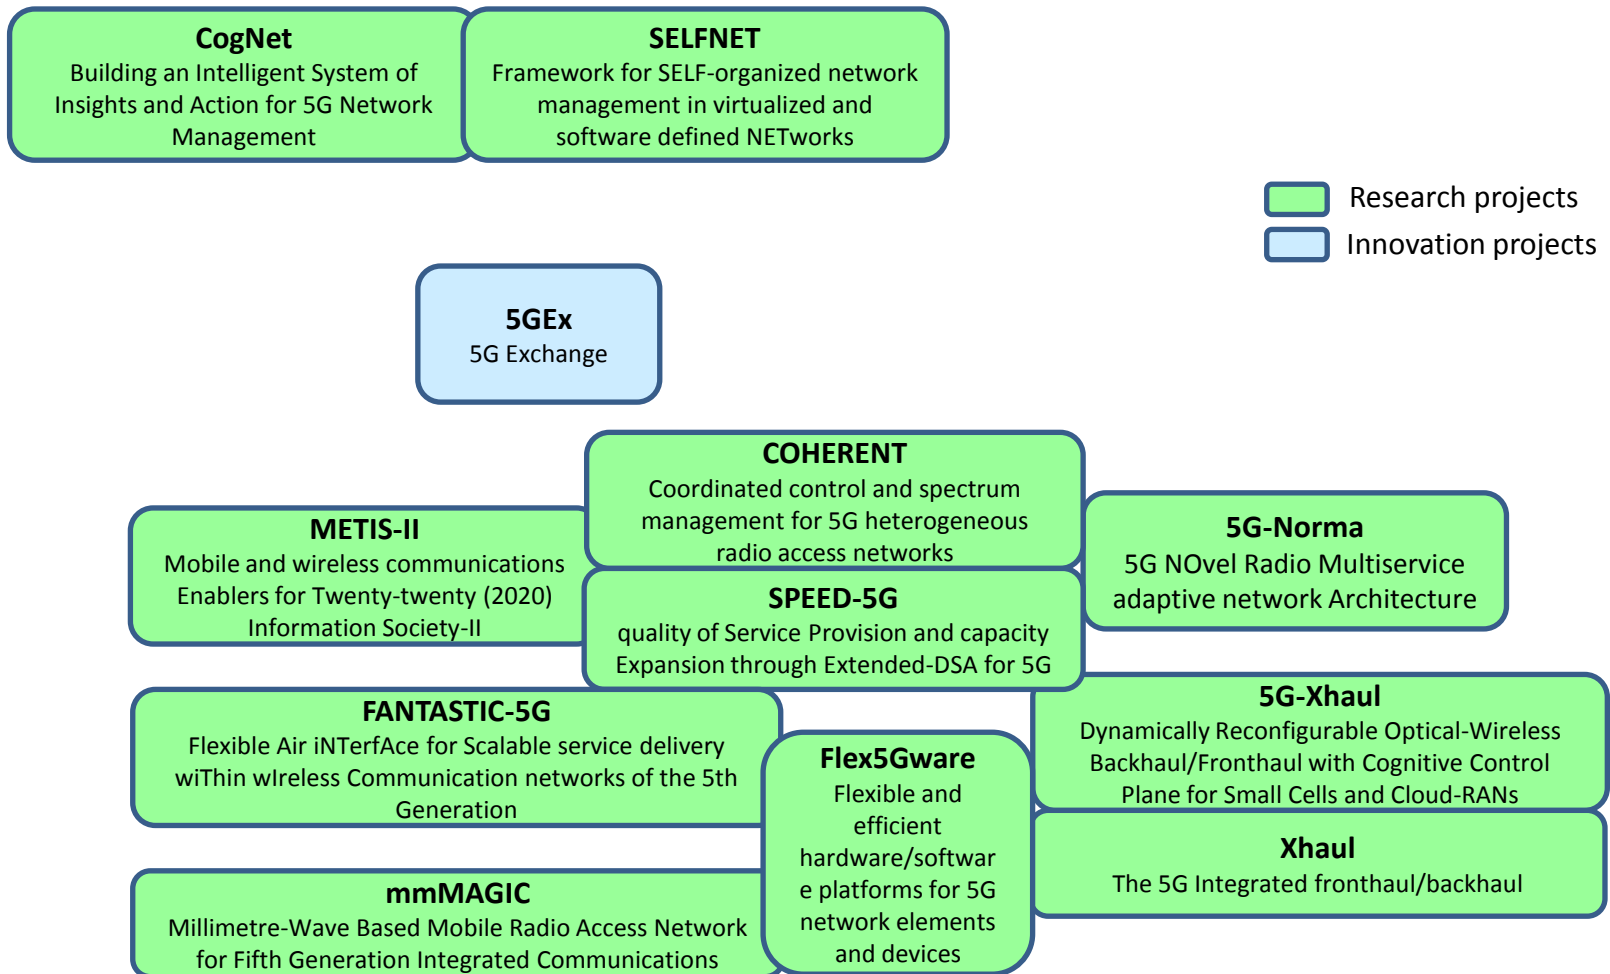 CogNet
Building an Intelligent System of
Insights and Action for 5G Network
Management
SELFNET
Framework for SELF-organized network
management in virtualized and
software defined NETworks
Research projects
Innovation projects
5GEx
5G Exchange
COHERENT
Coordinated control and spectrum
management for 5G heterogeneous
radio access networks
METIS-II
Mobile and wireless communications
Enablers for Twenty-twenty (2020)
Information Society-II
5G-Norma
5G NOvel Radio Multiservice
adaptive network Architecture
SPEED-5G
quality of Service Provision and capacity
Expansion through Extended-DSA for 5G
FANTASTIC-5G
Flexible Air iNTerfAce for Scalable service delivery
wiThin wIreless Communication networks of the 5th
Generation
Flex5Gware
Flexible and
efficient
hardware/softwar
e platforms for 5G
network elements
and devices
5G-Xhaul
Dynamically Reconfigurable Optical-Wireless
Backhaul/Fronthaul with Cognitive Control
Plane for Small Cells and Cloud-RANs
Xhaul
The 5G Integrated fronthaul/backhaul
mmMAGIC
Millimetre-Wave Based Mobile Radio Access Network
for Fifth Generation Integrated Communications